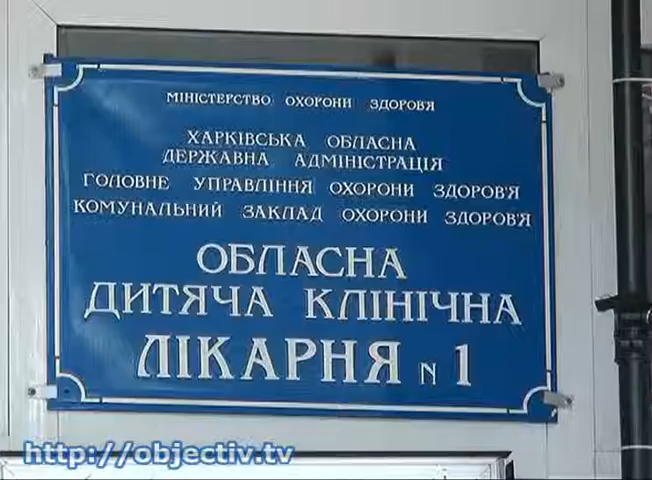 МІНІСТЕРСТВО ОХОРОНИ ЗДОРОВ'Я
ХАРКІВСЬКА ОБЛАСНА
ДЕРЖАВНА АДМІНІСТРАЦІЯ
ГОЛОВНЕ УПРАВЛІННЯ ОХОРОНИ ЗДОРОВ'Я
КОМУНАЛЬНИЙ ЗАКЛАД ОХОРОНИ ЗДОРОВ'Я
ОБЛАСНА
ДИТЯЧА КЛІНІЧНА
ЛІКАРНЯ N 1
http://objectiv.tv